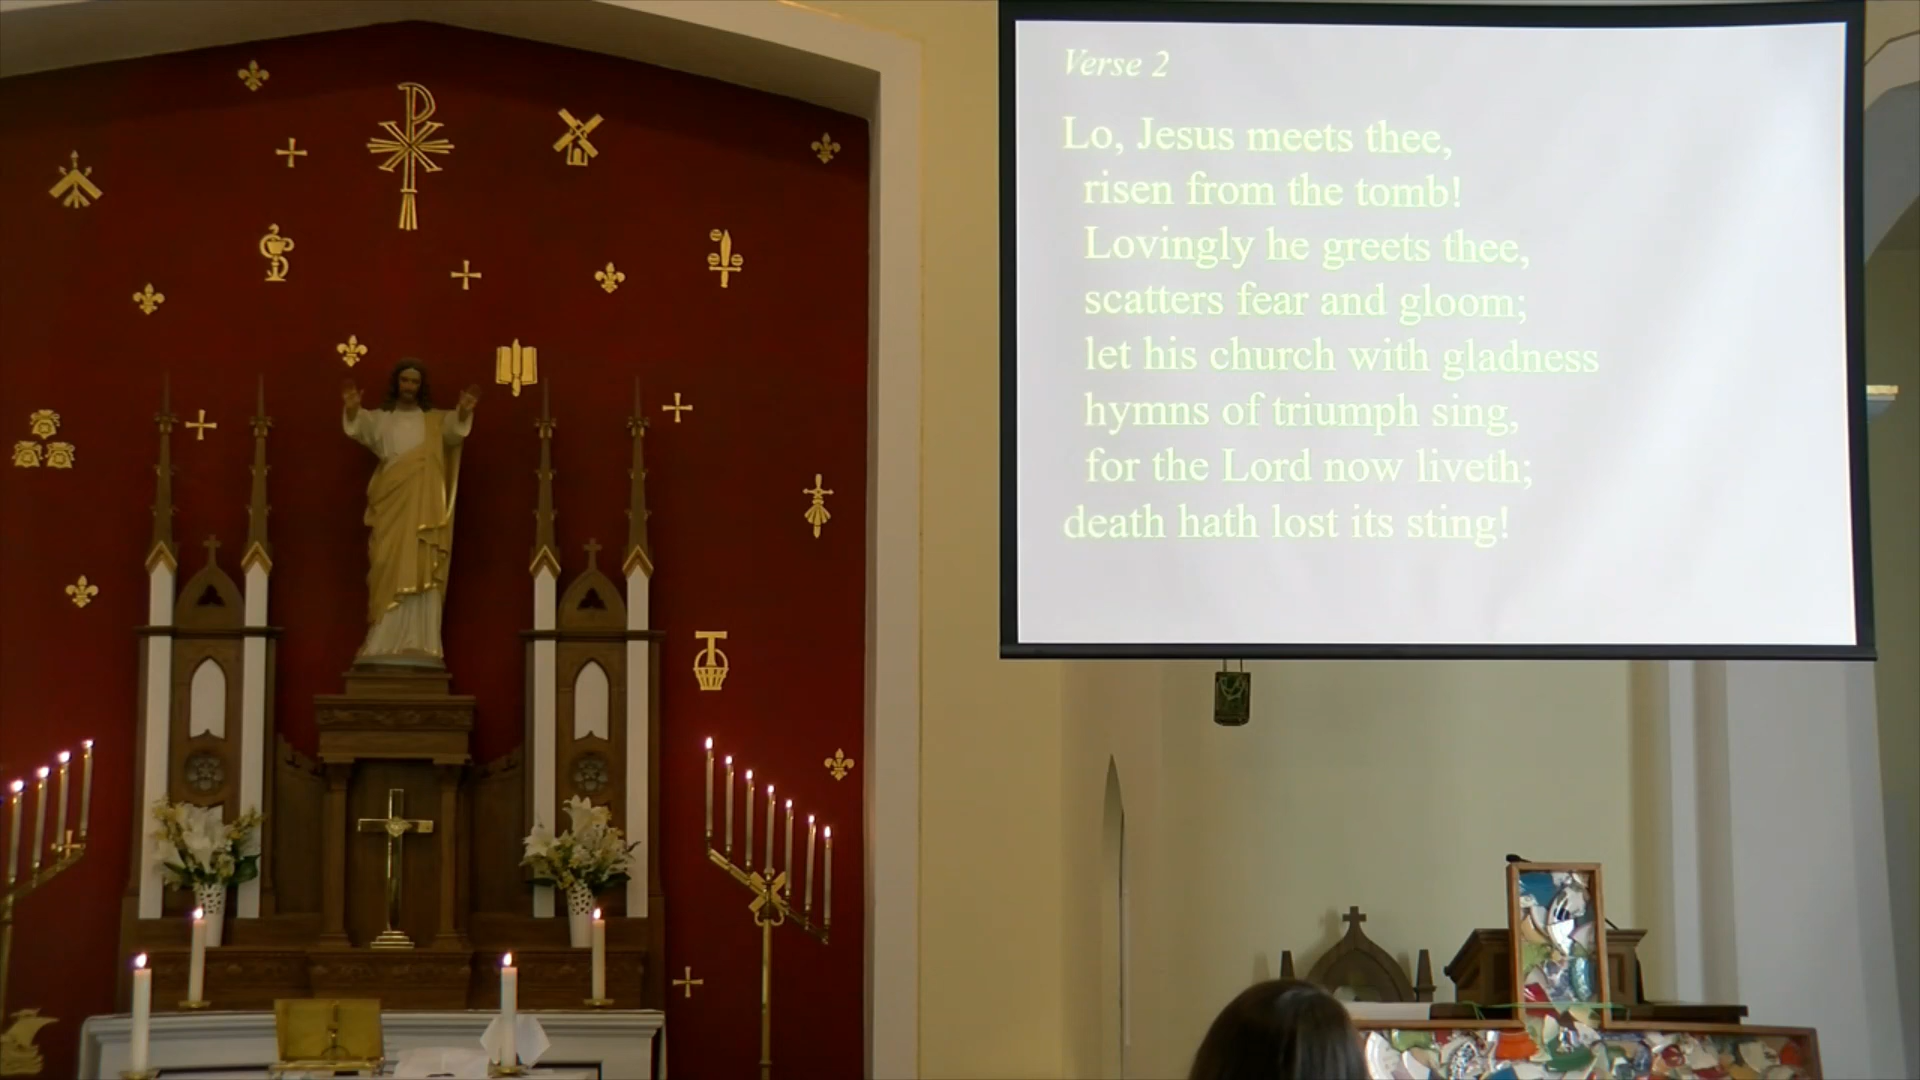 Verse 2
Lo, Jesus meets thee,
risen from the tomb!
Lovingly he greets thee,
scatters fear and gloom;
let his church with gladness
hymns of triumph sing,
for the Lord now liveth;
death hath lost its sting!